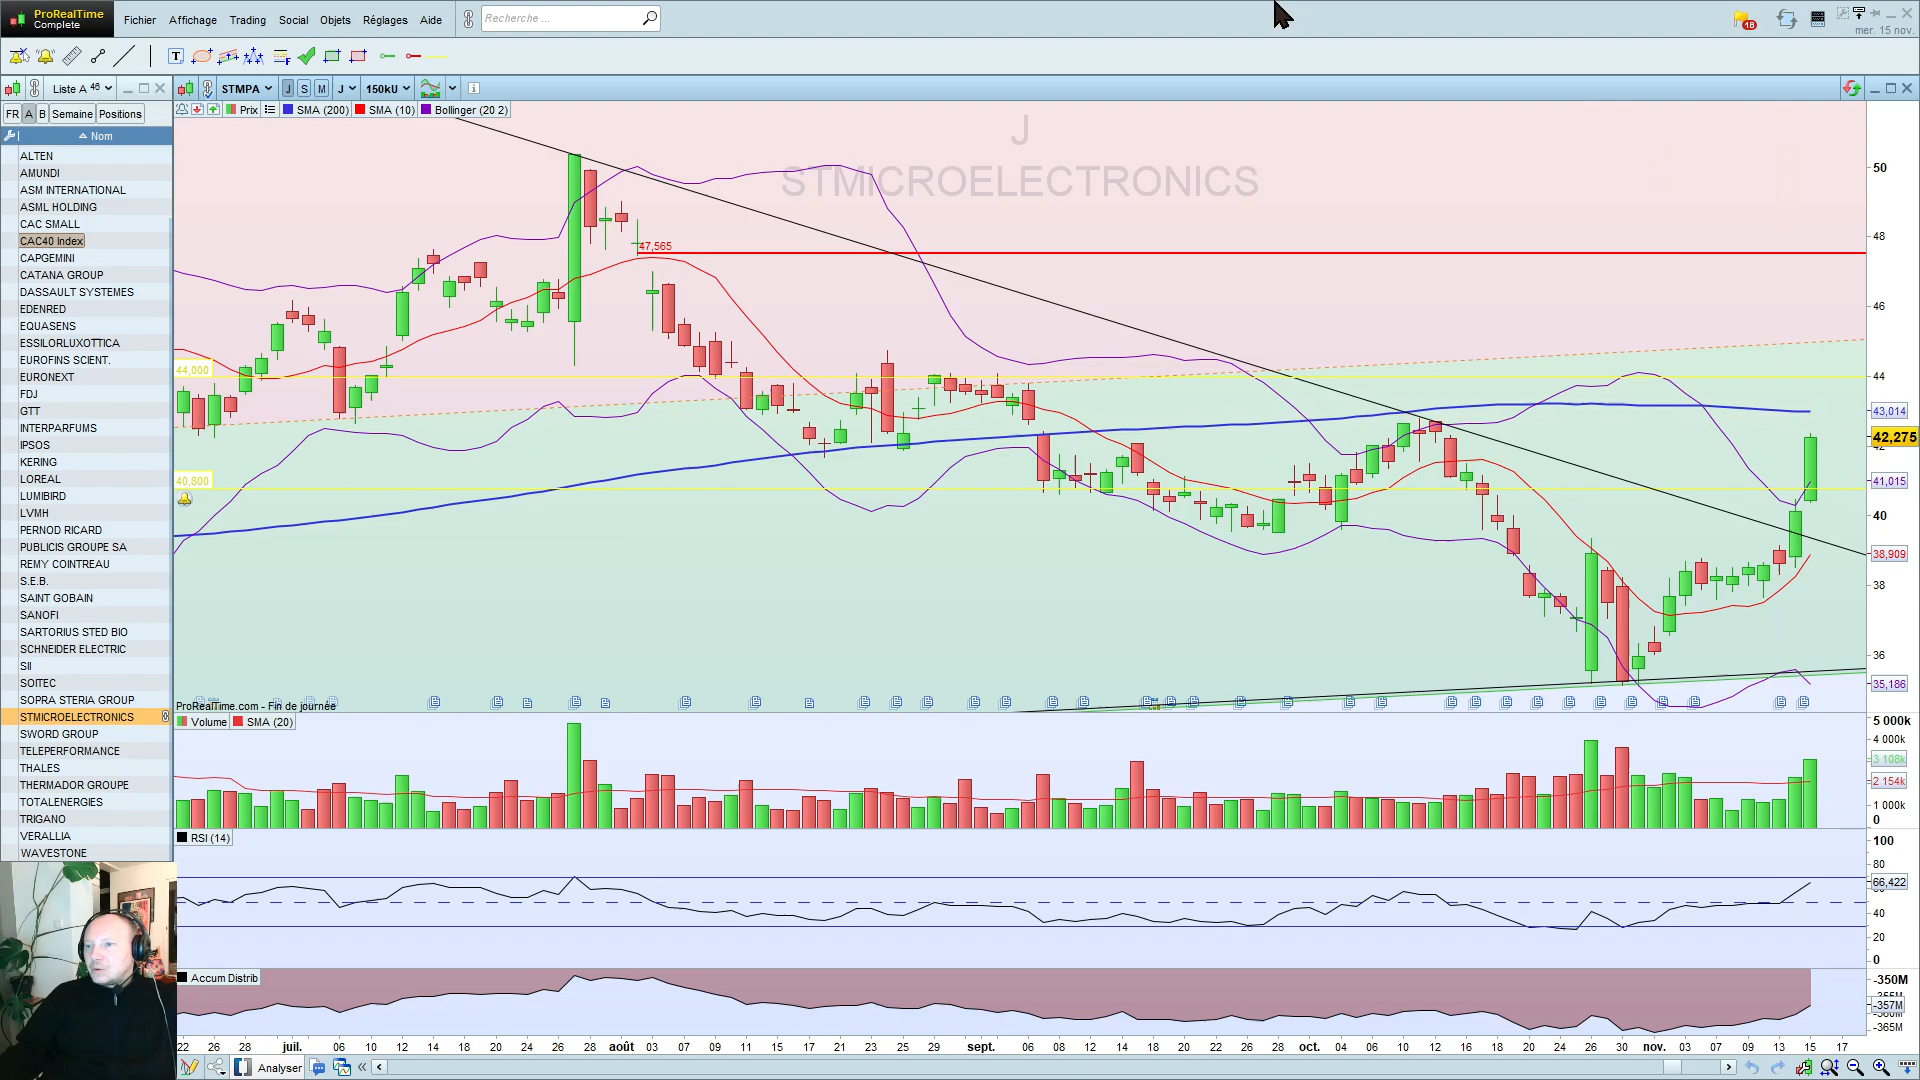 ProRealTime
Complete
Fichier
Affichage
Trading
Social
Objets
Réglages
Aide
Recherche ...
18
mer. 15 nov.
Liste A 46
STMPA
J
S
M
J
150kU
FR
A
B
Semaine
Positions
Prix
SMA (200)
SMA (10)
Bollinger (20 2)
Nom
ALTEN
AMUNDI
ASM INTERNATIONAL
ASML HOLDING
CAC SMALL
CAC40 Index
CAPGEMINI
CATANA GROUP
DASSAULT SYSTEMES
EDENRED
EQUASENS
ESSILORLUXOTTICA
EUROFINS SCIENT.
EURONEXT
FDJ
GTT
INTERPARFUMS
IPSOS
KERING
LOREAL
LUMIBIRD
LVMH
PERNOD RICARD
PUBLICIS GROUPE SA
REMY COINTREAU
S.E.B.
SAINT GOBAIN
SANOFI
SARTORIUS STED BIO
SCHNEIDER ELECTRIC
SII
SOITEC
SOPRA STERIA GROUP
STMICROELECTRONICS
SWORD GROUP
TELEPERFORMANCE
THALES
THERMADOR GROUPE
TOTALENERGIES
TRIGANO
VERALLIA
WAVESTONE
J
STMICROELECTRONICS
47,565
44,000
40,800
50
48
46
44
43,014
42,275
42
41,015
40
38,909
38
36
35,186
ProRealTime.com - Fin de journée
Volume
SMA (20)
5 000k
4 000k
3 108k
2 154k
1 000k
0
RSI (14)
100
80
66,422
40
20
0
Accum Distrib
-350M
-357M
-365M
22 26 28 juil. 06 10 12 14 18 20 24 26 28 août 03 07 09 11 15 17 21 23 25 29 sept. 06 08 12 14 18 20 22 26 28 oct. 04 06 10 12 16 18 20 24 26 30 nov. 03 07 09 13 15 17
Analyser